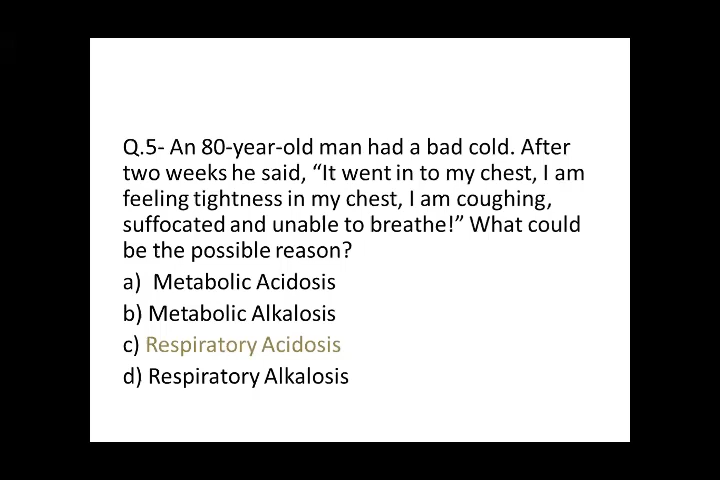 Q.5- An 80-year-old man had a bad cold. After
two weeks he said, “It went in to my chest, I am
feeling tightness in my chest, I am coughing,
suffocated and unable to breathe!” What could
be the possible reason?
a) Metabolic Acidosis
b) Metabolic Alkalosis
c) Respiratory Acidosis
d) Respiratory Alkalosis